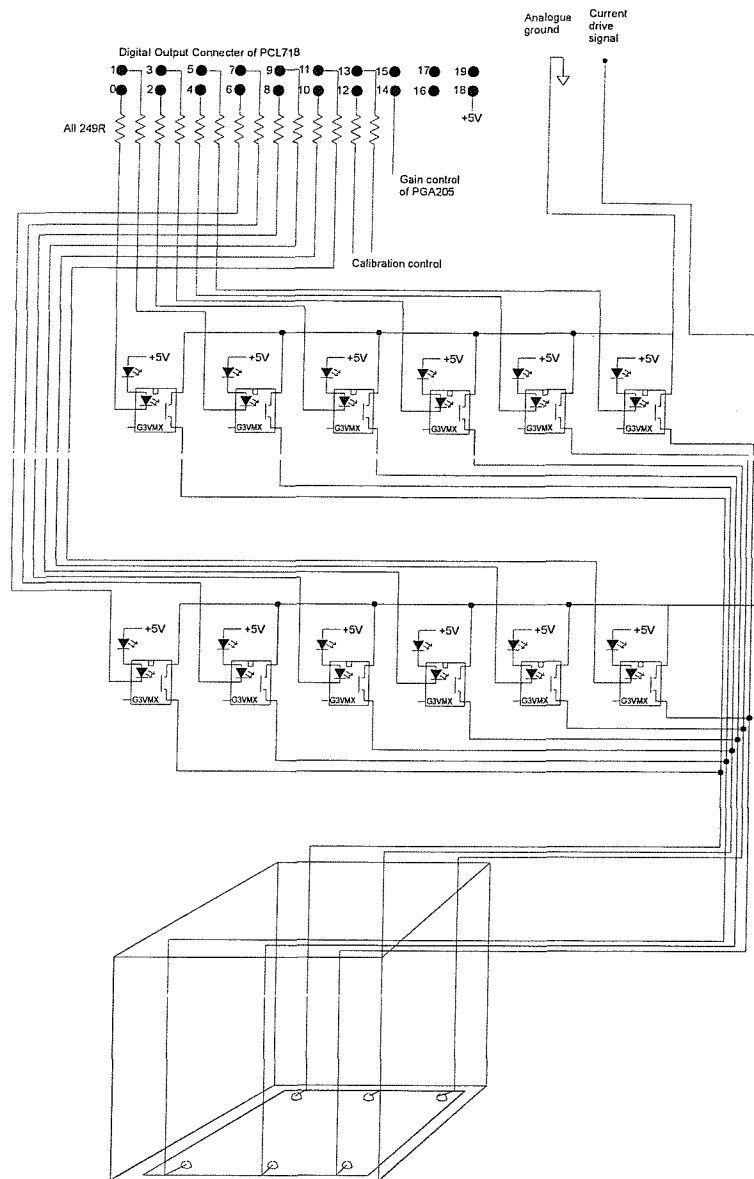 Analogue
ground
Current
drive
signal
Digital Output Connecter of PCL718
1 3 5 7 9 11 13 15 17 19
0 2 4 6 8 10 12 14 16 18
+5V
All 249R
Gain control
of PGA205
Calibration control
+5V +5V +5V +5V +5V +5V
G3VMX G3VMX G3VMX G3VMX G3VMX G3VMX
+5V +5V +5V +5V +5V +5V
G3VMX G3VMX G3VMX G3VMX G3VMX G3VMX